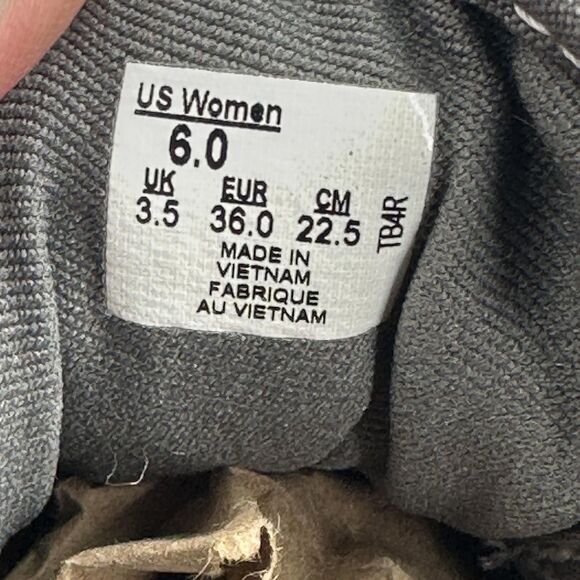 US Women
6.0
UK EUR CM
3.5 36.0 22.5
TB4R
MADE IN
VIETNAM
FABRIQUE
AU VIETNAM